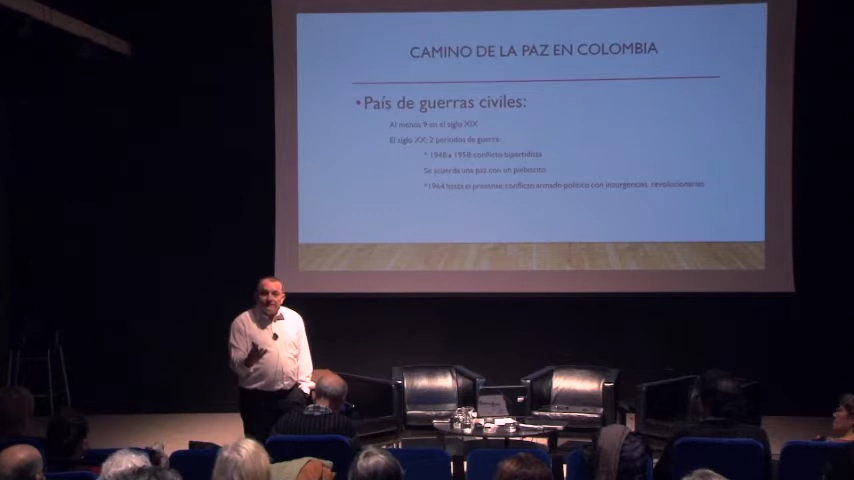 CAMINO DE LA PAZ EN COLOMBIA
• País de guerras civiles:
Al menos 9 en el siglo XIX
El siglo XX: 2 períodos de guerra:
* 1948 a 1958: conflicto bipartidista
Se acuerda una paz con un plebiscito
*1964 hasta el presente: conflicto armado político con insurgencias revolucionarias